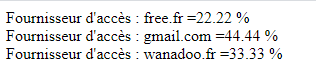 Fournisseur d'accès : free.fr =22.22 %
Fournisseur d'accès : gmail.com =44.44 %
Fournisseur d'accès : wanadoo.fr =33.33 %